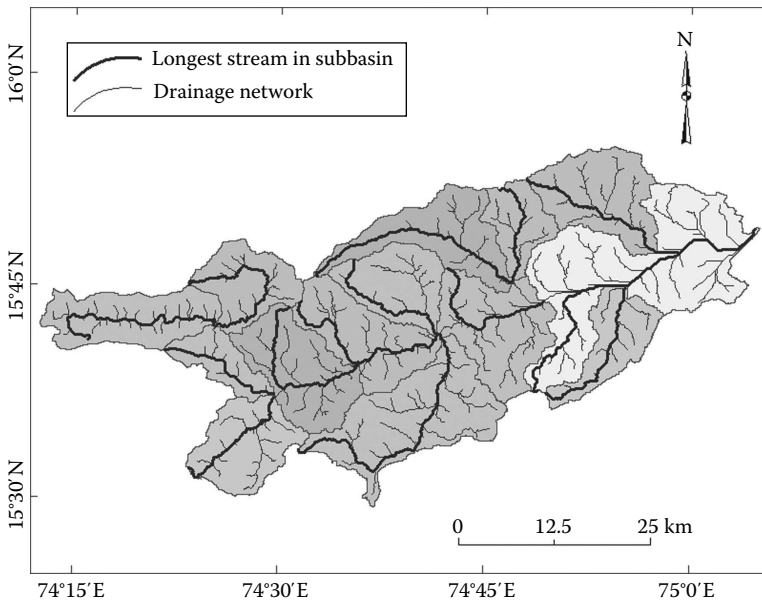 Longest stream in subbasin
Drainage network
N
16°0′N
15°45′N
15°30′N
0 12.5 25 km
74°15′E 74°30′E 74°45′E 75°0′E